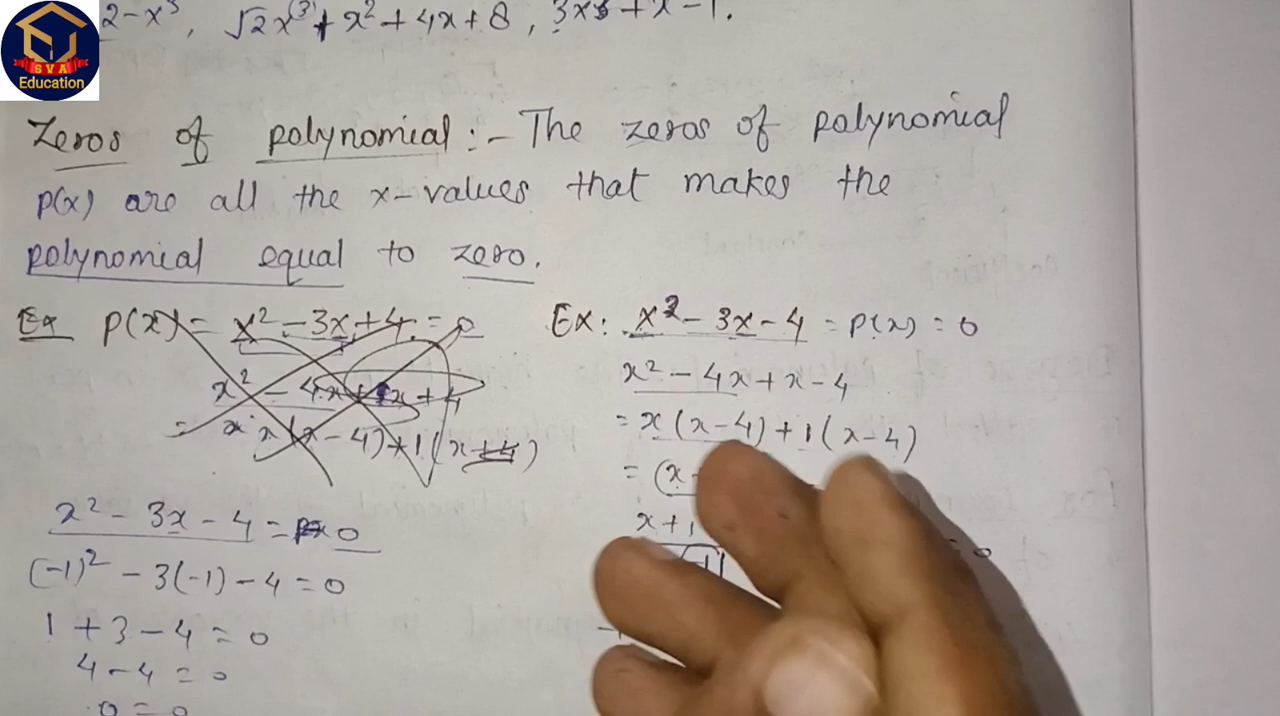 SVA
Education
2-x³, √2x³+x²+4x+8, 3x³+x-1.
Zeros of polynomial :- The zeros of polynomial
p(x) are all the x-values that makes the
polynomial equal to zero.
Ex P(x) = x²-3x+4 = 0
x² - 4x + x + 4
= x(x-4)+1(x+4)
x² - 3x - 4 = 0
(-1)² - 3(-1) - 4 = 0
1 + 3 - 4 = 0
4 - 4 = 0
0 = 0
Ex: x² - 3x - 4 = P(x) = 0
x² - 4x + x - 4
= x(x-4)+1(x-4)
= (x
x+1
= 0